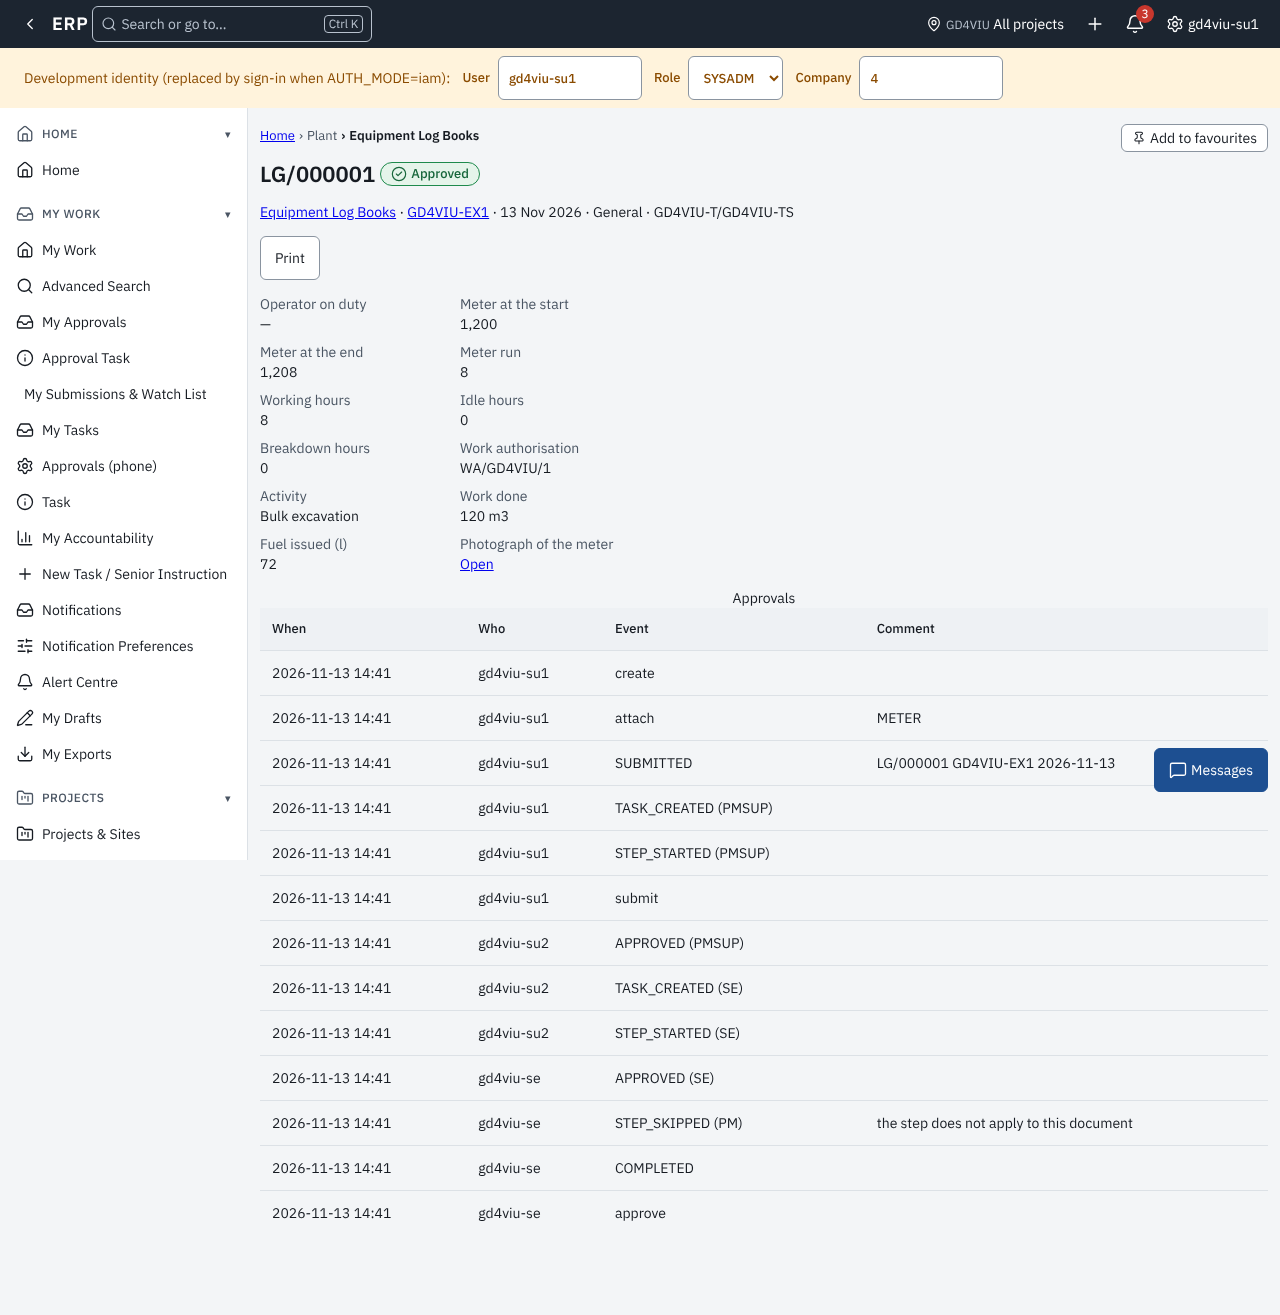 ERP Search or go to... Ctrl K GD4VIU All projects 3 gd4viu-su1
Development identity (replaced by sign-in when AUTH_MODE=iam): User gd4viu-su1 Role SYSADM Company 4
HOME
Home
MY WORK
My Work
Advanced Search
My Approvals
Approval Task
My Submissions & Watch List
My Tasks
Approvals (phone)
Task
My Accountability
New Task / Senior Instruction
Notifications
Notification Preferences
Alert Centre
My Drafts
My Exports
PROJECTS
Projects & Sites
Home › Plant › Equipment Log Books
Add to favourites
LG/000001 Approved
Equipment Log Books · GD4VIU-EX1 · 13 Nov 2026 · General · GD4VIU-T/GD4VIU-TS
Print
Operator on duty Meter at the start
— 1,200
Meter at the end Meter run
1,208 8
Working hours Idle hours
8 0
Breakdown hours Work authorisation
0 WA/GD4VIU/1
Activity Work done
Bulk excavation 120 m3
Fuel issued (l) Photograph of the meter
72 Open
Approvals
When Who Event Comment
2026-11-13 14:41 gd4viu-su1 create
2026-11-13 14:41 gd4viu-su1 attach METER
2026-11-13 14:41 gd4viu-su1 SUBMITTED LG/000001 GD4VIU-EX1 2026-11-13
Messages
2026-11-13 14:41 gd4viu-su1 TASK_CREATED (PMSUP)
2026-11-13 14:41 gd4viu-su1 STEP_STARTED (PMSUP)
2026-11-13 14:41 gd4viu-su1 submit
2026-11-13 14:41 gd4viu-su2 APPROVED (PMSUP)
2026-11-13 14:41 gd4viu-su2 TASK_CREATED (SE)
2026-11-13 14:41 gd4viu-su2 STEP_STARTED (SE)
2026-11-13 14:41 gd4viu-se APPROVED (SE)
2026-11-13 14:41 gd4viu-se STEP_SKIPPED (PM) the step does not apply to this document
2026-11-13 14:41 gd4viu-se COMPLETED
2026-11-13 14:41 gd4viu-se approve